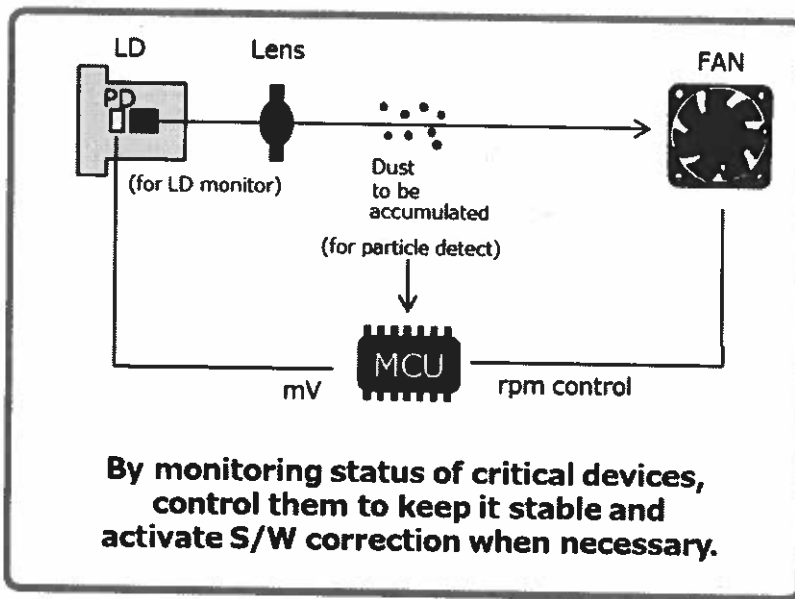 LD
Lens
FAN
PD
(for LD monitor)
Dust
to be
accumulated
(for particle detect)
MCU
mV
rpm control
By monitoring status of critical devices,
control them to keep it stable and
activate S/W correction when necessary.